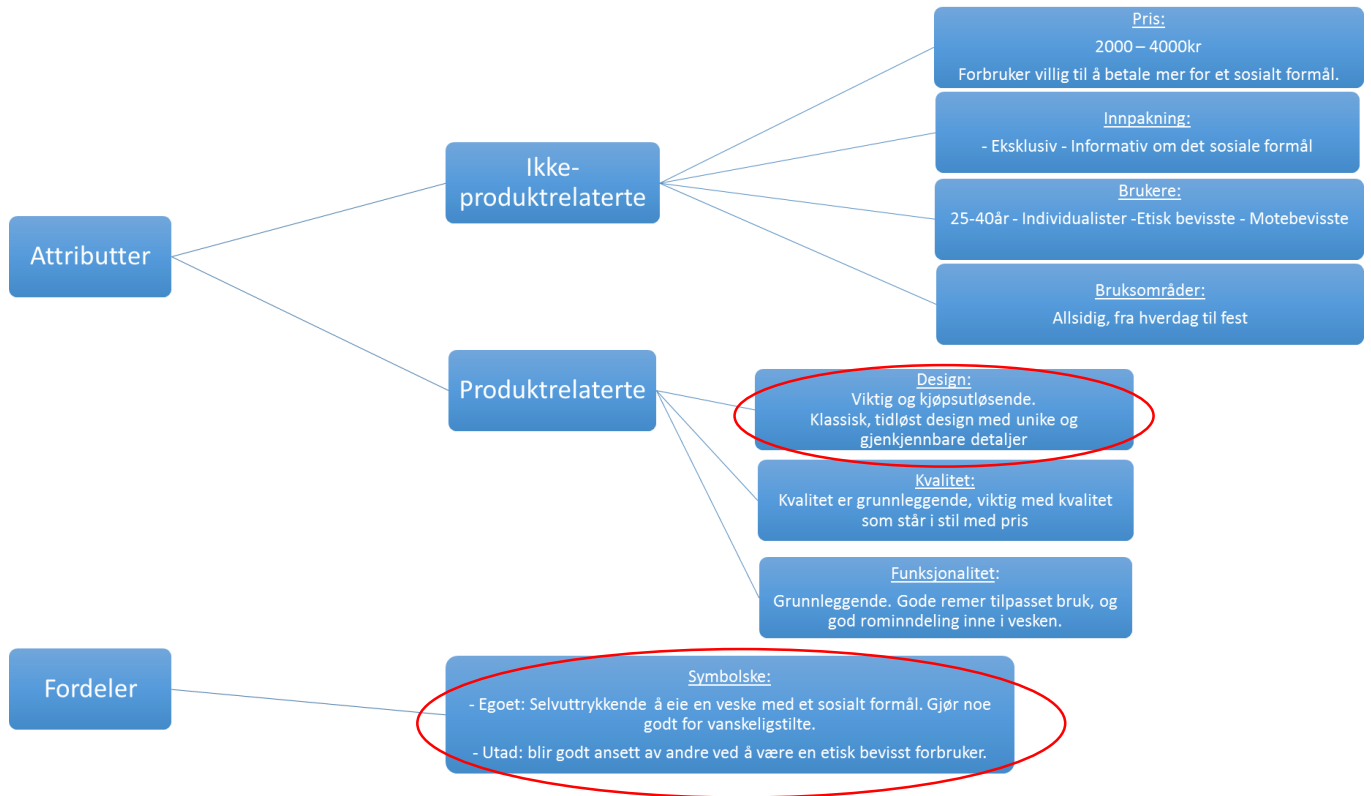 Pris:
2000 – 4000kr
Forbruker villig til å betale mer for et sosialt formål.
Innpakning:
- Eksklusiv - Informativ om det sosiale formål
Ikke-
produktrelaterte
Brukere:
25-40år - Individualister -Etisk bevisste - Motebevisste
Attributter
Bruksområder:
Allsidig, fra hverdag til fest
Produktrelaterte
Design:
Viktig og kjøpsutløsende.
Klassisk, tidløst design med unike og
gjenkjennbare detaljer
Kvalitet:
Kvalitet er grunnleggende, viktig med kvalitet
som står i stil med pris
Funksjonalitet:
Grunnleggende. Gode remer tilpasset bruk, og
god rominndeling inne i vesken.
Fordeler
Symbolske:
- Egoet: Selvuttrykkende å eie en veske med et sosialt formål. Gjør noe
godt for vanskeligstilte.
- Utad: blir godt ansett av andre ved å være en etisk bevisst forbruker.